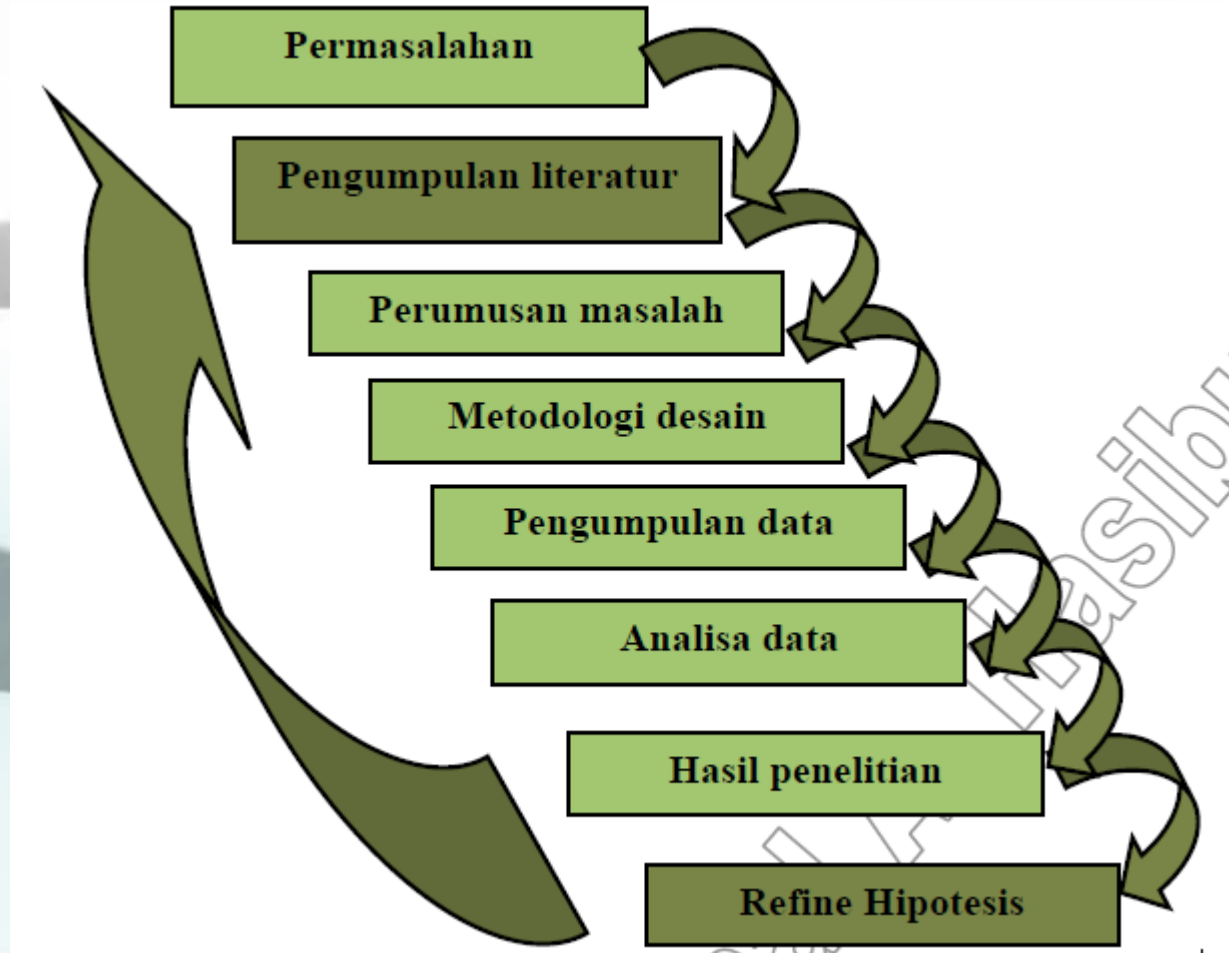 Permasalahan
Pengumpulan literatur
Perumusan masalah
Metodologi desain
Pengumpulan data
Analisa data
Hasil penelitian
Refine Hipotesis